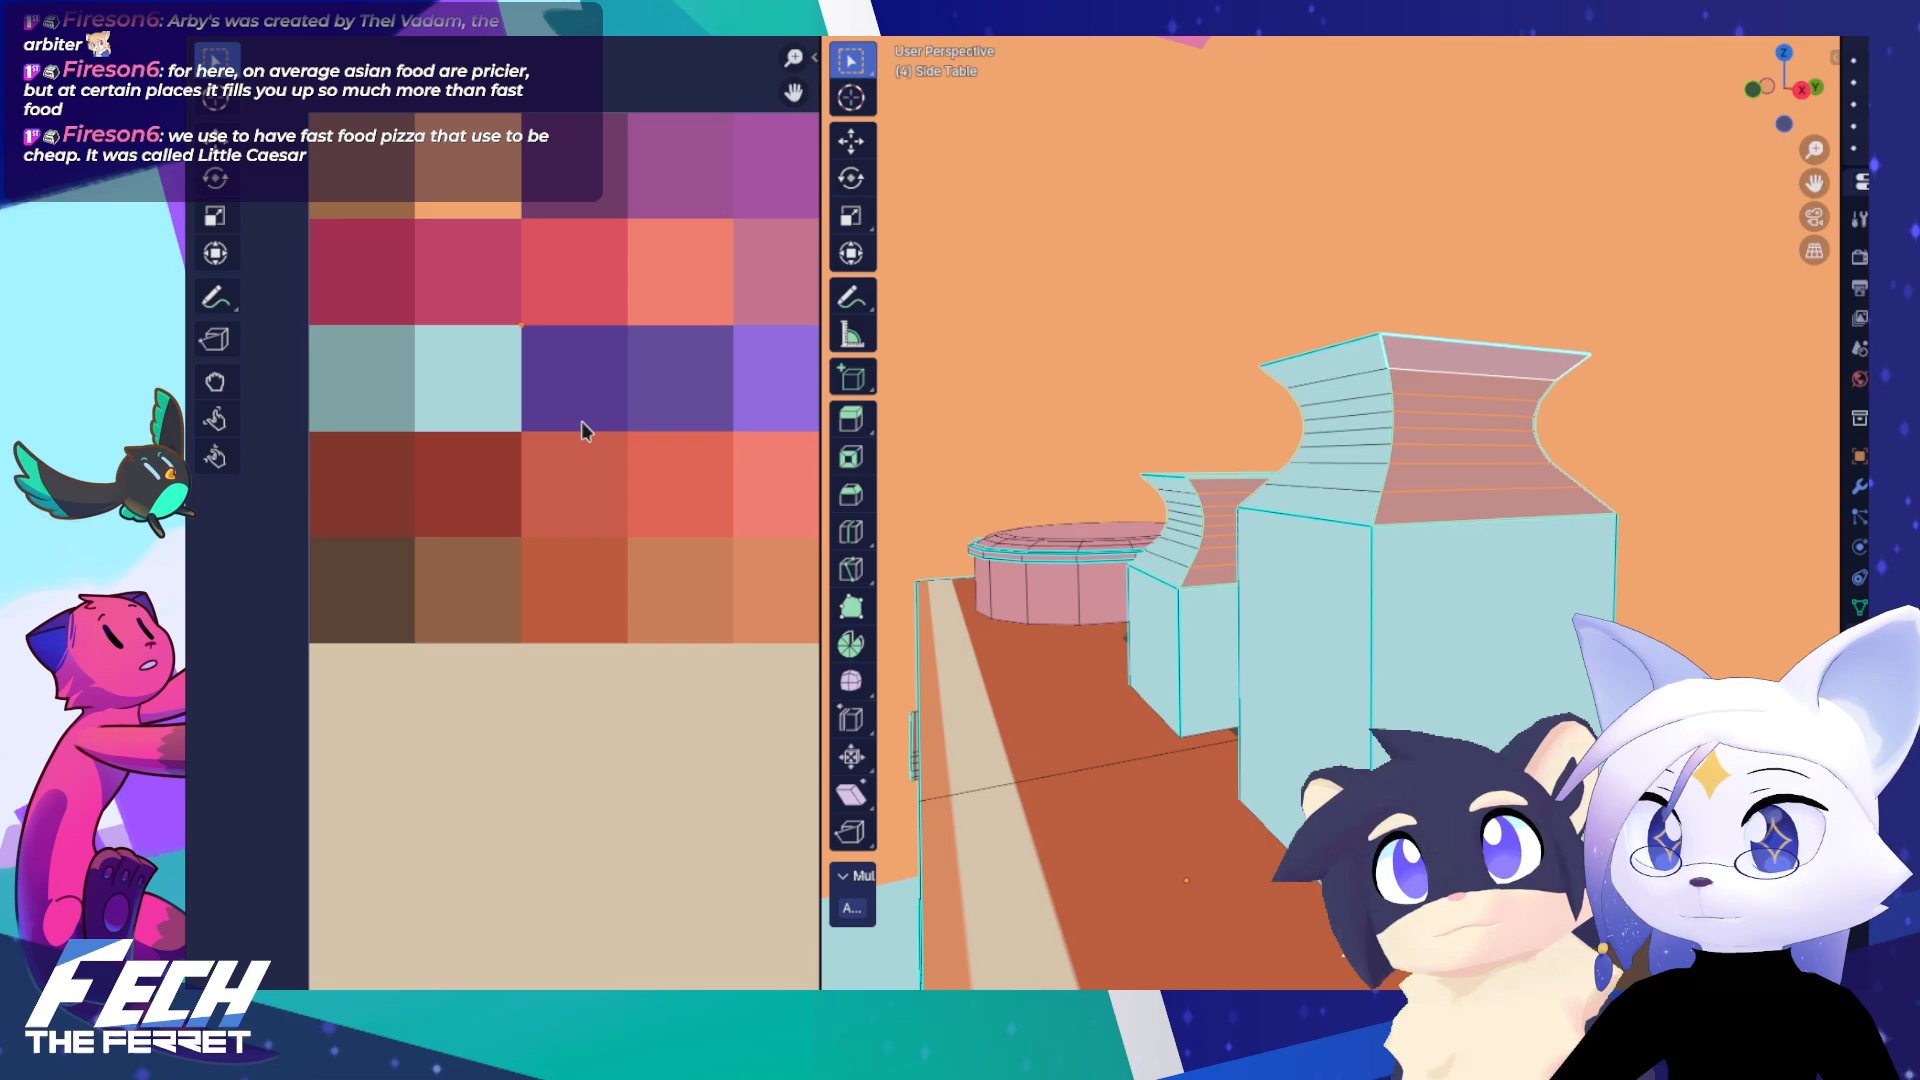 Fireson6: Arby's was created by Thel Vadam, the
arbiter
Fireson6: for here, on average asian food are pricier,
but at certain places it fills you up so much more than fast
food
Fireson6: we use to have fast food pizza that use to be
cheap. It was called Little Caesar
User Perspective
(4) Side Table
Z
X
Y
Mul
A...
FECH
THE FERRET